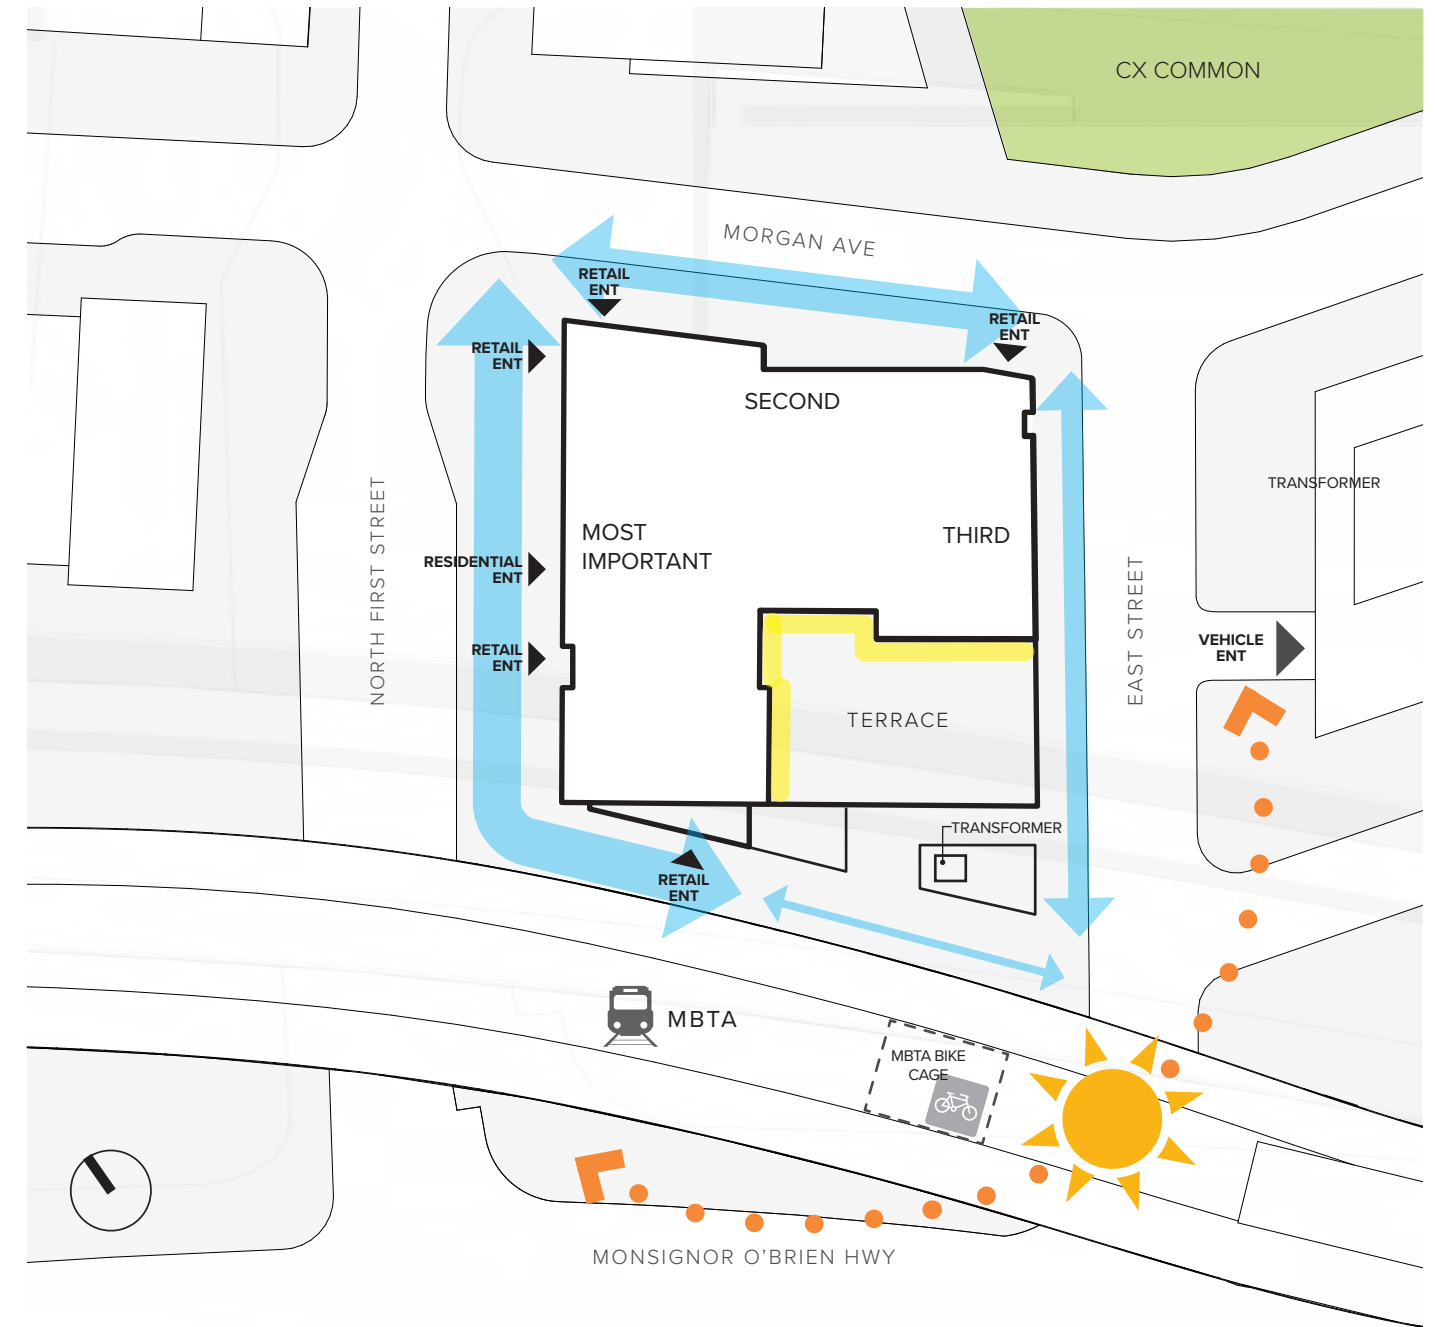 CX COMMON
MORGAN AVE
RETAIL
ENT
RETAIL
ENT
RETAIL
ENT
SECOND
NORTH FIRST STREET
MOST
IMPORTANT
THIRD
TRANSFORMER
RESIDENTIAL
ENT
EAST STREET
RETAIL
ENT
VEHICLE
ENT
TERRACE
TRANSFORMER
RETAIL
ENT
MBTA
MBTA BIKE
CAGE
MONSIGNOR O'BRIEN HWY